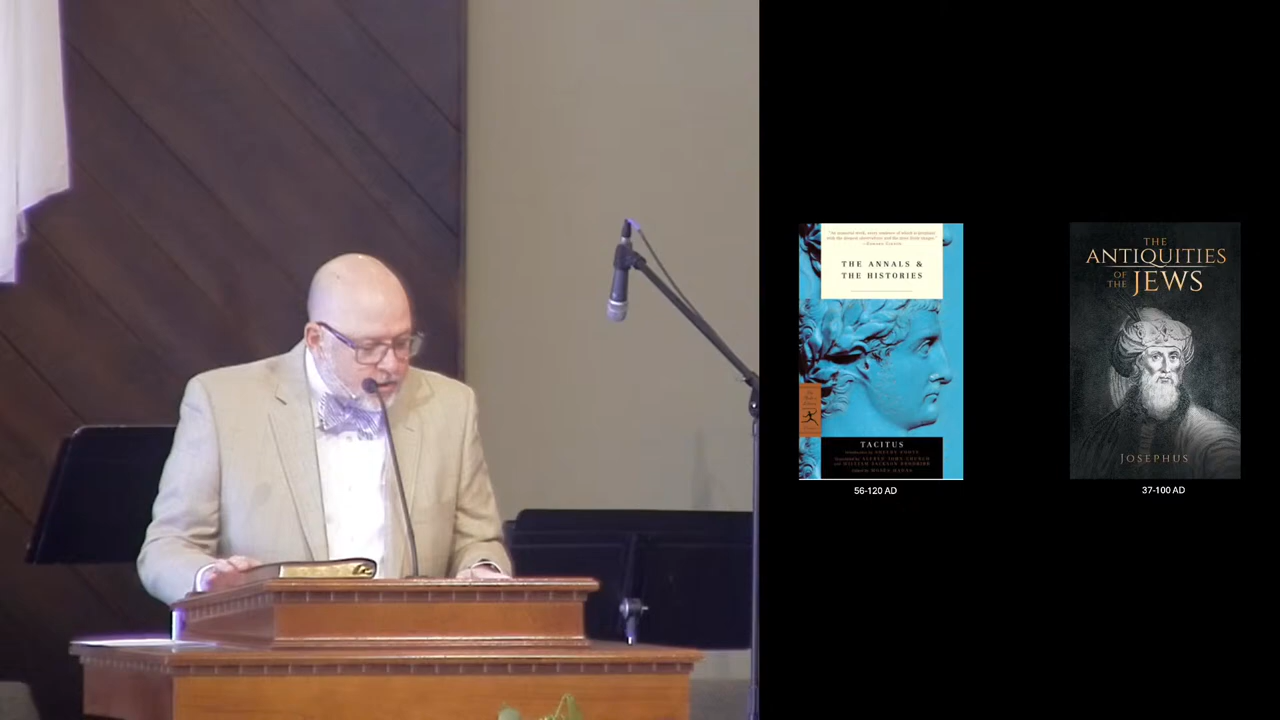 THE ANNALS &
THE HISTORIES
TACITUS
56-120 AD
THE
ANTIQUITIES
OF
THE
JEWS
JOSEPHUS
37-100 AD